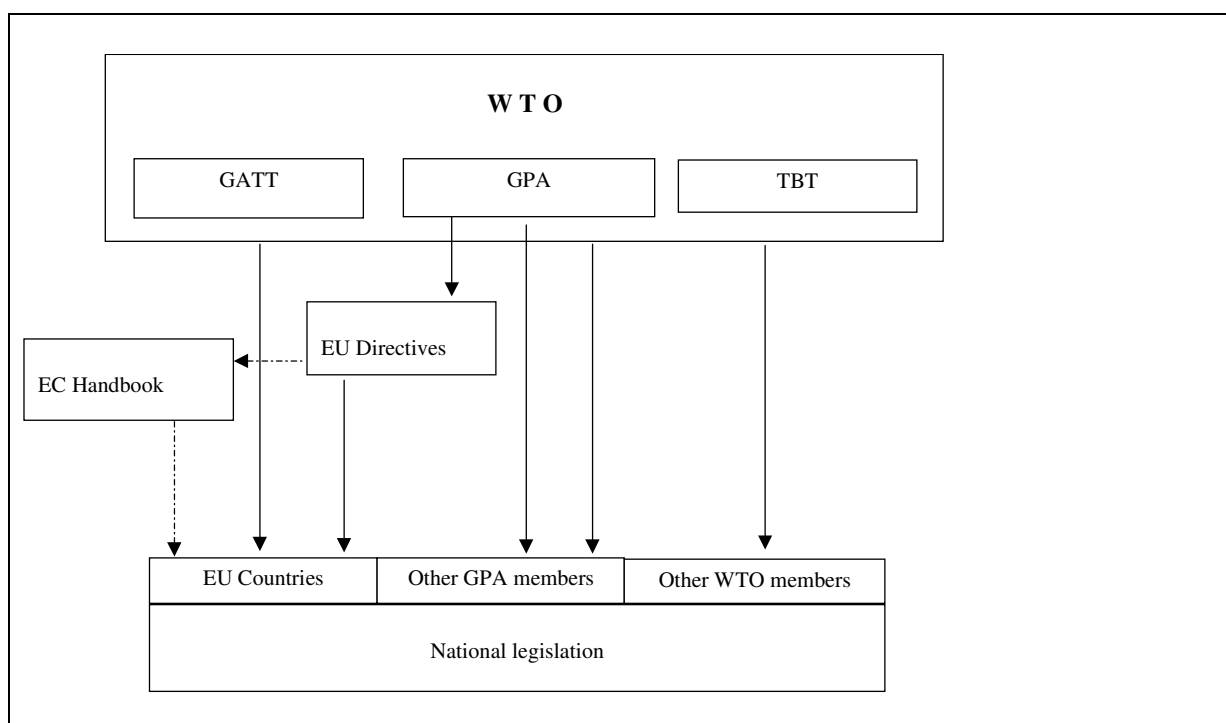 W T O
GATT
GPA
TBT
EU Directives
EC Handbook
EU Countries
Other GPA members
Other WTO members
National legislation